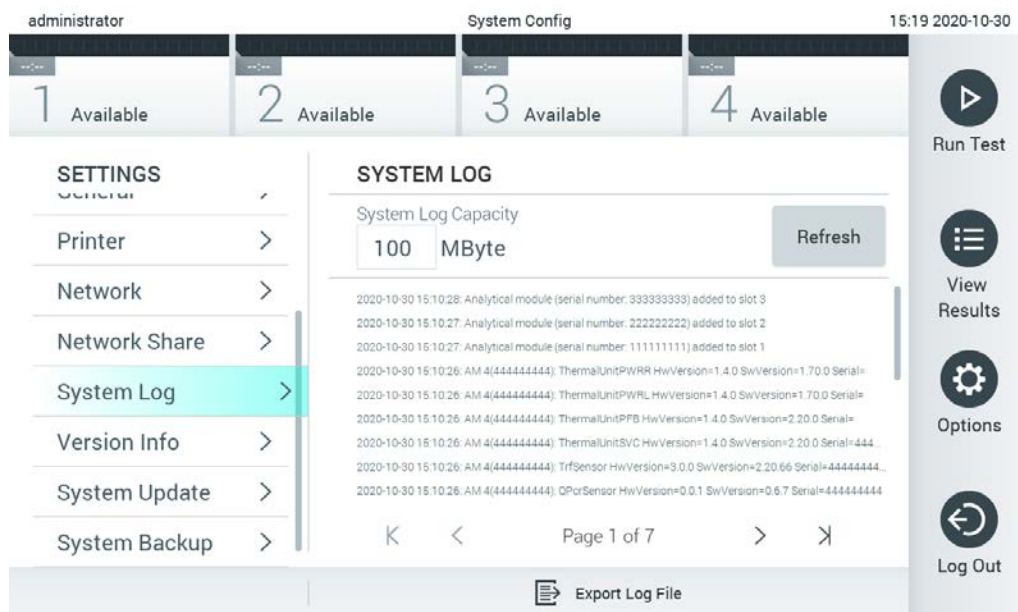 administrator
System Config
15:19 2020-10-30
--:--
1 Available
--:--
2 Available
--:--
3 Available
--:--
4 Available
Run Test
View
Results
Options
Log Out
SETTINGS
General
Printer
Network
Network Share
System Log
Version Info
System Update
System Backup
SYSTEM LOG
System Log Capacity
100 MByte
Refresh
2020-10-30 15:10:28: Analytical module (serial number: 333333333) added to slot 3
2020-10-30 15:10:27: Analytical module (serial number: 222222222) added to slot 2
2020-10-30 15:10:27: Analytical module (serial number: 111111111) added to slot 1
2020-10-30 15:10:26: AM 4(444444444): ThermalUnitPWRR HwVersion=1.4.0 SwVersion=1.70.0 Serial=
2020-10-30 15:10:26: AM 4(444444444): ThermalUnitPWRL HwVersion=1.4.0 SwVersion=1.70.0 Serial=
2020-10-30 15:10:26: AM 4(444444444): ThermalUnitPFB HwVersion=1.4.0 SwVersion=2.20.0 Serial=
2020-10-30 15:10:26: AM 4(444444444): ThermalUnitSVC HwVersion=1.4.0 SwVersion=2.20.0 Serial=444...
2020-10-30 15:10:26: AM 4(444444444): TrfSensor HwVersion=3.0.0 SwVersion=2.20.66 Serial=44444444...
2020-10-30 15:10:26: AM 4(444444444): QPcrSensor HwVersion=0.0.1 SwVersion=0.6.7 Serial=444444444
Page 1 of 7
Export Log File